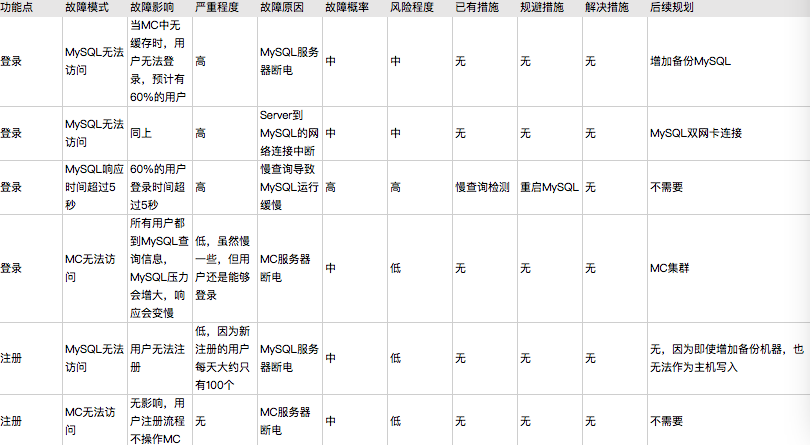 功能点 故障模式 故障影响 严重程度 故障原因 故障概率 风险程度 已有措施 规避措施 解决措施 后续规划
登录
MySQL无法
访问
当MC中无
缓存时，用
户无法登
录，预计有
60%的用户
高
MySQL服务
器断电
中
中
无
无
无
增加备份MySQL
登录
MySQL无法
访问
同上
高
Server到
MySQL的网
络连接中断
中
中
无
无
无
MySQL双网卡连接
登录
MySQL响应
时间超过5
秒
60%的用户
登录时间超
过5秒
高
慢查询导致
MySQL运行
缓慢
高
高
慢查询检测
重启MySQL
无
不需要
登录
MC无法访
问
所有用户都
到MySQL查
询信息，
MySQL压力
会增大，响
应会变慢
低，虽然慢
一些，但用
户还是能够
登录
MC服务器
断电
中
低
无
无
无
MC集群
注册
MySQL无法
访问
用户无法注
册
低，因为新
注册的用户
每天大约只
有100个
MySQL服务
器断电
中
低
无
无
无
无，因为即使增加备份机器，也
无法作为主机写入
注册
MC无法访
问
无影响，用
户注册流程
不操作MC
无
MC服务器
断电
中
低
无
无
无
不需要